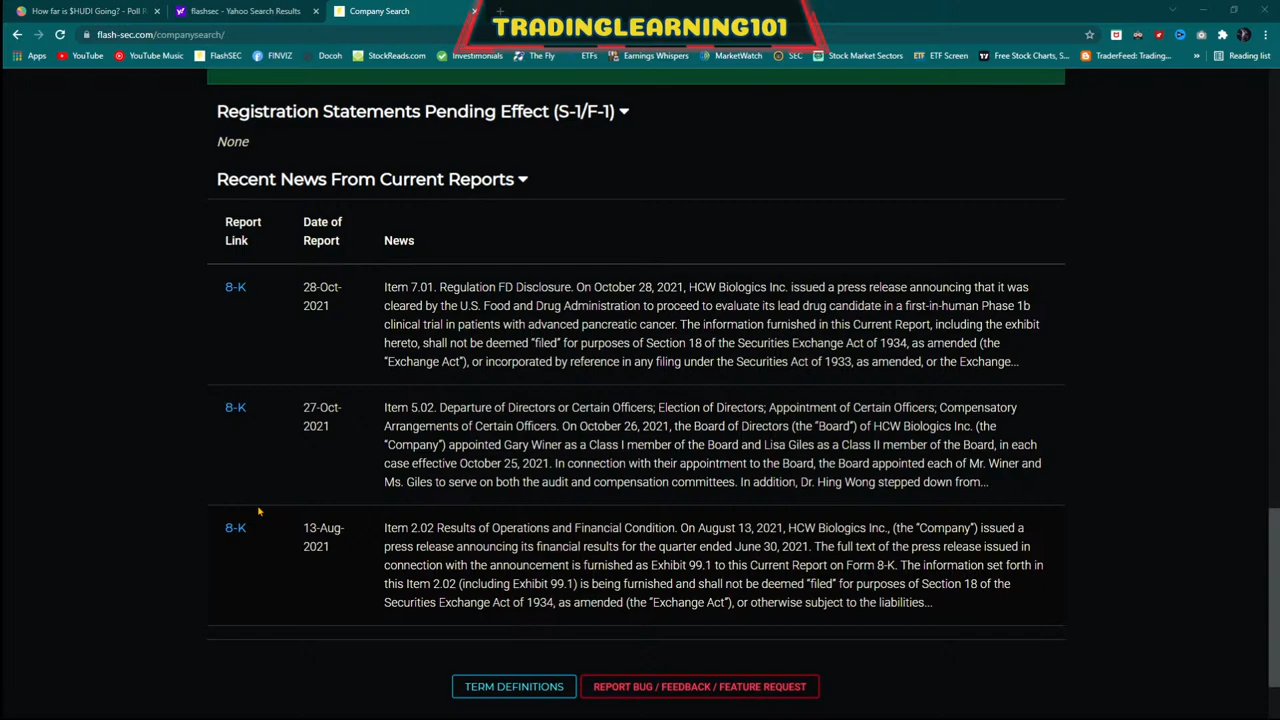 How far is $HUDI Going? - Poll R
flashsec - Yahoo Search Results
Company Search
TRADINGLEARNING101
flash-sec.com/companysearch/
Apps
YouTube
YouTube Music
FlashSEC
FINVIZ
Docoh
StockReads.com
Investimonials
The Fly
ETFs
Earnings Whispers
MarketWatch
SEC
Stock Market Sectors
ETF Screen
Free Stock Charts, S...
TraderFeed: Trading...
»
Reading list
Registration Statements Pending Effect (S-1/F-1)
None
Recent News From Current Reports
Report
Link
Date of
Report
News
8-K
28-Oct-
2021
Item 7.01. Regulation FD Disclosure. On October 28, 2021, HCW Biologics Inc. issued a press release announcing that it was
cleared by the U.S. Food and Drug Administration to proceed to evaluate its lead drug candidate in a first-in-human Phase 1b
clinical trial in patients with advanced pancreatic cancer. The information furnished in this Current Report, including the exhibit
hereto, shall not be deemed “filed” for purposes of Section 18 of the Securities Exchange Act of 1934, as amended (the
“Exchange Act”), or incorporated by reference in any filing under the Securities Act of 1933, as amended, or the Exchange...
8-K
27-Oct-
2021
Item 5.02. Departure of Directors or Certain Officers; Election of Directors; Appointment of Certain Officers; Compensatory
Arrangements of Certain Officers. On October 26, 2021, the Board of Directors (the “Board”) of HCW Biologics Inc. (the
“Company”) appointed Gary Winer as a Class I member of the Board and Lisa Giles as a Class II member of the Board, in each
case effective October 25, 2021. In connection with their appointment to the Board, the Board appointed each of Mr. Winer and
Ms. Giles to serve on both the audit and compensation committees. In addition, Dr. Hing Wong stepped down from...
8-K
13-Aug-
2021
Item 2.02 Results of Operations and Financial Condition. On August 13, 2021, HCW Biologics Inc., (the “Company”) issued a
press release announcing its financial results for the quarter ended June 30, 2021. The full text of the press release issued in
connection with the announcement is furnished as Exhibit 99.1 to this Current Report on Form 8-K. The information set forth in
this Item 2.02 (including Exhibit 99.1) is being furnished and shall not be deemed “filed” for purposes of Section 18 of the
Securities Exchange Act of 1934, as amended (the “Exchange Act”), or otherwise subject to the liabilities...
TERM DEFINITIONS
REPORT BUG / FEEDBACK / FEATURE REQUEST